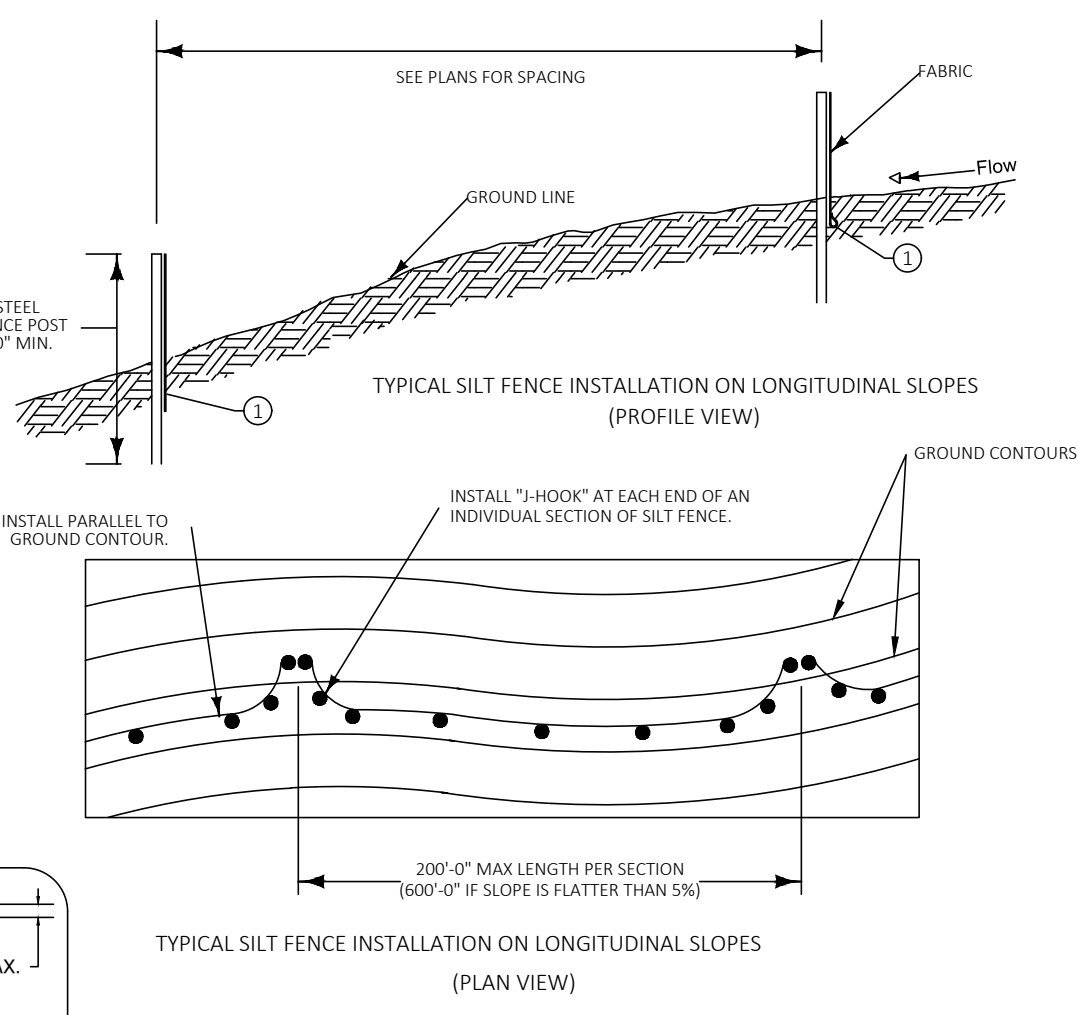 SEE PLANS FOR SPACING
FABRIC
Flow
GROUND LINE
1
STEEL
POST
MIN.
1
TYPICAL SILT FENCE INSTALLATION ON LONGITUDINAL SLOPES
(PROFILE VIEW)
GROUND CONTOURS
INSTALL "J-HOOK" AT EACH END OF AN
INDIVIDUAL SECTION OF SILT FENCE.
INSTALL PARALLEL TO
GROUND CONTOUR.
200'-0" MAX LENGTH PER SECTION
(600'-0" IF SLOPE IS FLATTER THAN 5%)
TYPICAL SILT FENCE INSTALLATION ON LONGITUDINAL SLOPES
(PLAN VIEW)